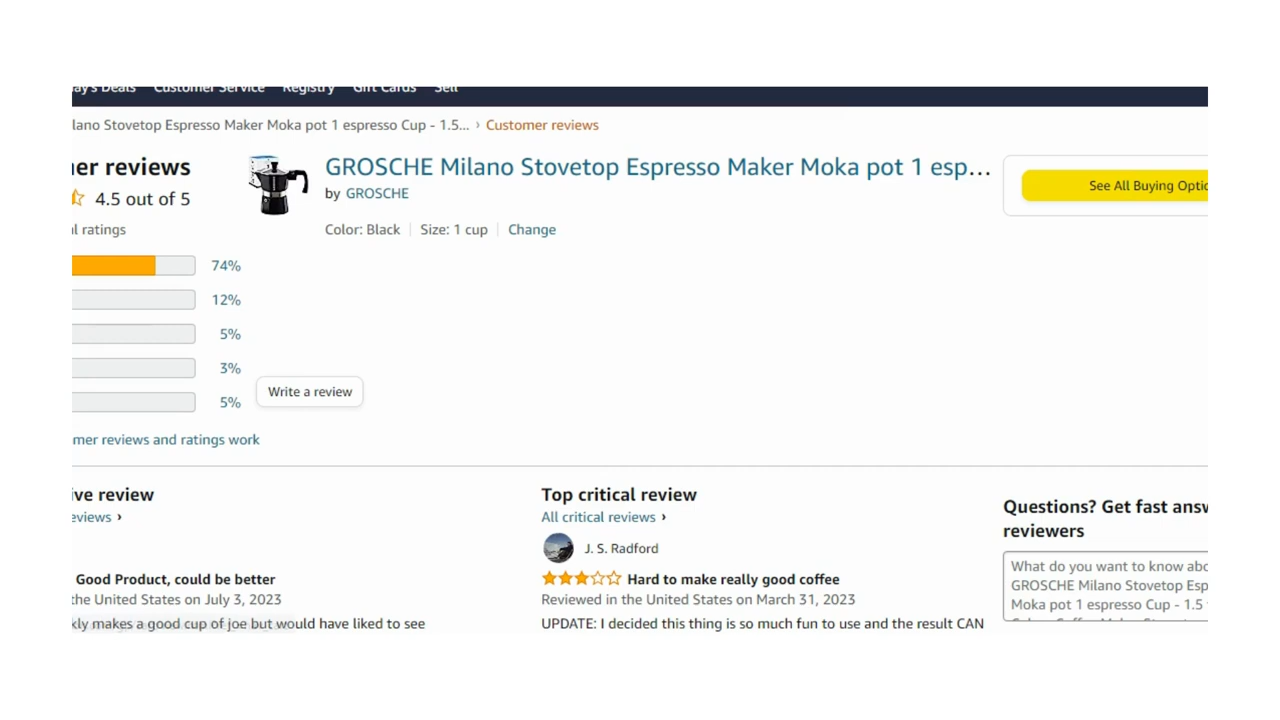 ay's Deals Customer Service Registry Gift Cards Sell
lano Stovetop Espresso Maker Moka pot 1 espresso Cup - 1.5... › Customer reviews
er reviews
4.5 out of 5
l ratings
GROSCHE Milano Stovetop Espresso Maker Moka pot 1 esp...
by GROSCHE
Color: Black | Size: 1 cup | Change
See All Buying Optio
74%
12%
5%
3%
5%
Write a review
mer reviews and ratings work
ive review
eviews ›
Good Product, could be better
the United States on July 3, 2023
kly makes a good cup of joe but would have liked to see
Top critical review
All critical reviews ›
J. S. Radford
Hard to make really good coffee
Reviewed in the United States on March 31, 2023
UPDATE: I decided this thing is so much fun to use and the result CAN
Questions? Get fast answ
reviewers
What do you want to know abo
GROSCHE Milano Stovetop Esp
Moka pot 1 espresso Cup - 1.5